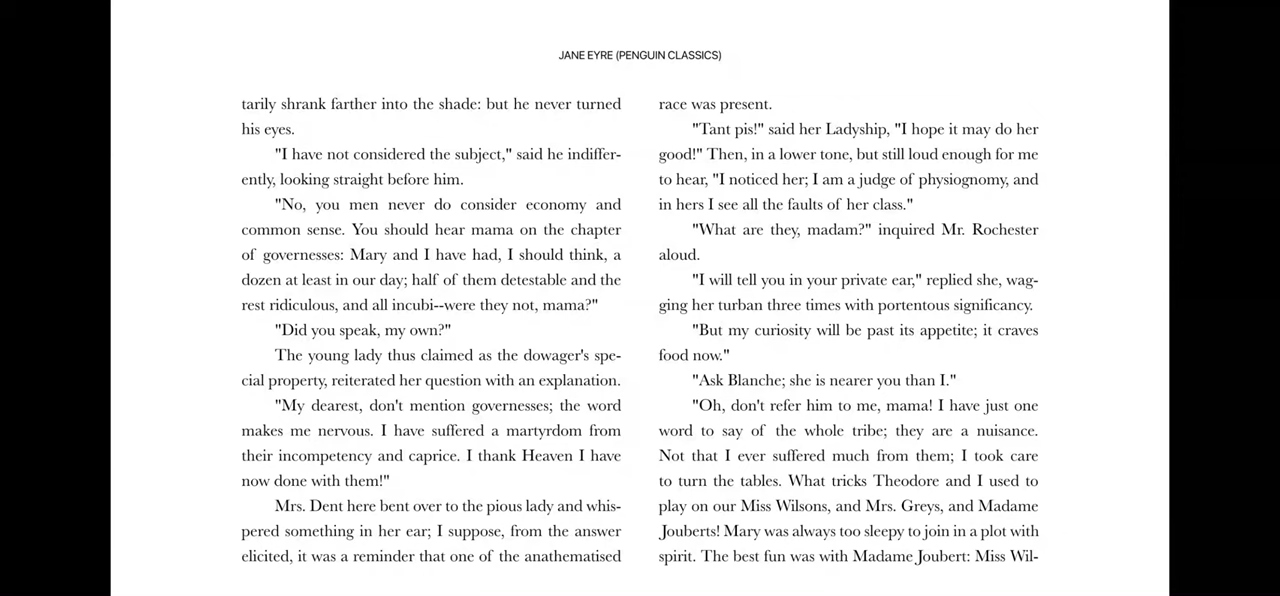 JANE EYRE (PENGUIN CLASSICS)
tarily shrank farther into the shade: but he never turned
his eyes.
"I have not considered the subject," said he indiffer-
ently, looking straight before him.
"No, you men never do consider economy and
common sense. You should hear mama on the chapter
of governesses: Mary and I have had, I should think, a
dozen at least in our day; half of them detestable and the
rest ridiculous, and all incubi--were they not, mama?"
"Did you speak, my own?"
The young lady thus claimed as the dowager's spe-
cial property, reiterated her question with an explanation.
"My dearest, don't mention governesses; the word
makes me nervous. I have suffered a martyrdom from
their incompetency and caprice. I thank Heaven I have
now done with them!"
Mrs. Dent here bent over to the pious lady and whis-
pered something in her ear; I suppose, from the answer
elicited, it was a reminder that one of the anathematised
race was present.
"Tant pis!" said her Ladyship, "I hope it may do her
good!" Then, in a lower tone, but still loud enough for me
to hear, "I noticed her; I am a judge of physiognomy, and
in hers I see all the faults of her class."
"What are they, madam?" inquired Mr. Rochester
aloud.
"I will tell you in your private ear," replied she, wag-
ging her turban three times with portentous significancy.
"But my curiosity will be past its appetite; it craves
food now."
"Ask Blanche; she is nearer you than I."
"Oh, don't refer him to me, mama! I have just one
word to say of the whole tribe; they are a nuisance.
Not that I ever suffered much from them; I took care
to turn the tables. What tricks Theodore and I used to
play on our Miss Wilsons, and Mrs. Greys, and Madame
Jouberts! Mary was always too sleepy to join in a plot with
spirit. The best fun was with Madame Joubert: Miss Wil-